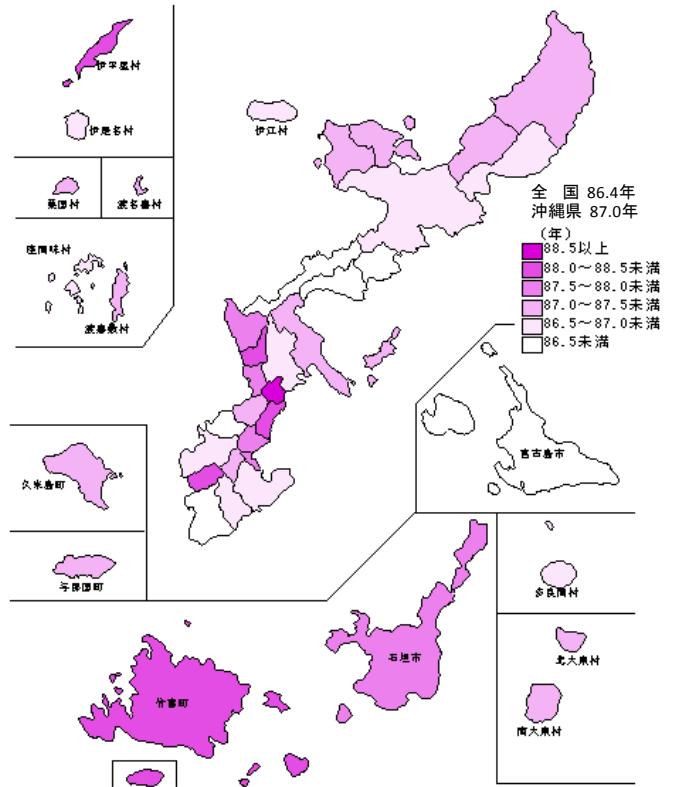 伊平屋村
伊是名村
伊江村
粟国村
渡名喜村
座間味村
渡嘉敷村
全 国 86.4年
沖縄県 87.0年
(年)
88.5以上
88.0～88.5未満
87.5～88.0未満
87.0～87.5未満
86.5～87.0未満
86.5未満
宮古島市
久米島町
与那国町
多良間村
石垣市
北大東村
竹富町
南大東村